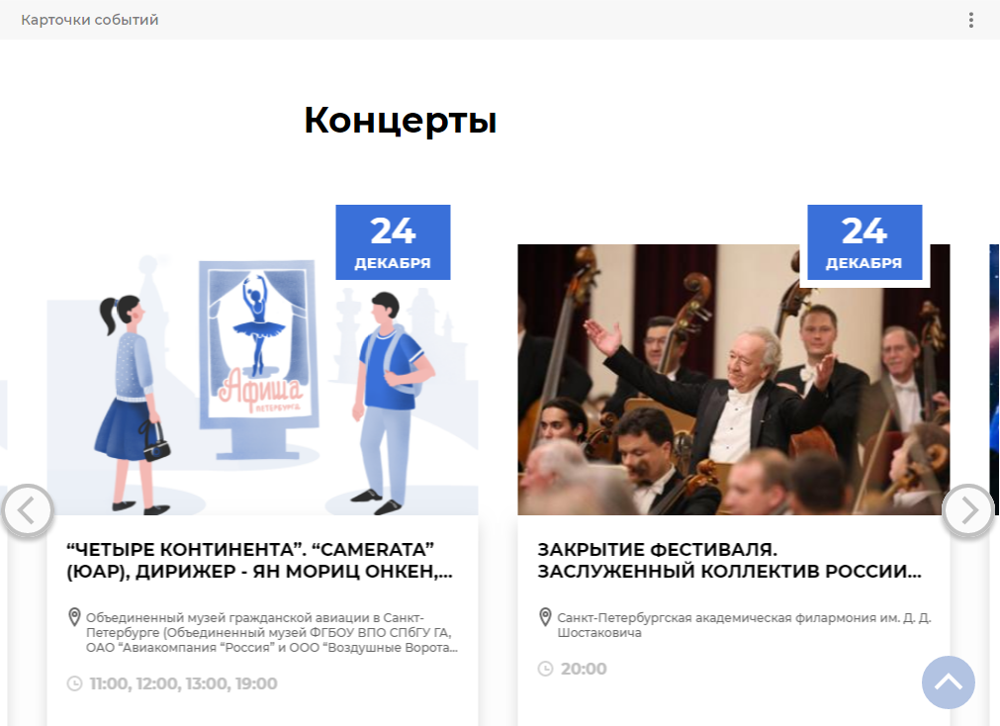 Карточки событий
Концерты
24
ДЕКАБРЯ
24
ДЕКАБРЯ
Афиша
ПЕТЕРБУРГА
“ЧЕТЫРЕ КОНТИНЕНТА”. “CAMERATA”
(ЮАР), ДИРИЖЕР - ЯН МОРИЦ ОНКЕН,...
Объединенный музей гражданской авиации в Санкт-
Петербурге (Объединенный музей ФГБОУ ВПО СПбГУ ГА,
ОАО “Авиакомпания “Россия” и ООО “Воздушные Ворота...
11:00, 12:00, 13:00, 19:00
ЗАКРЫТИЕ ФЕСТИВАЛЯ.
ЗАСЛУЖЕННЫЙ КОЛЛЕКТИВ РОССИИ...
Санкт-Петербургская академическая филармония им. Д. Д.
Шостаковича
20:00